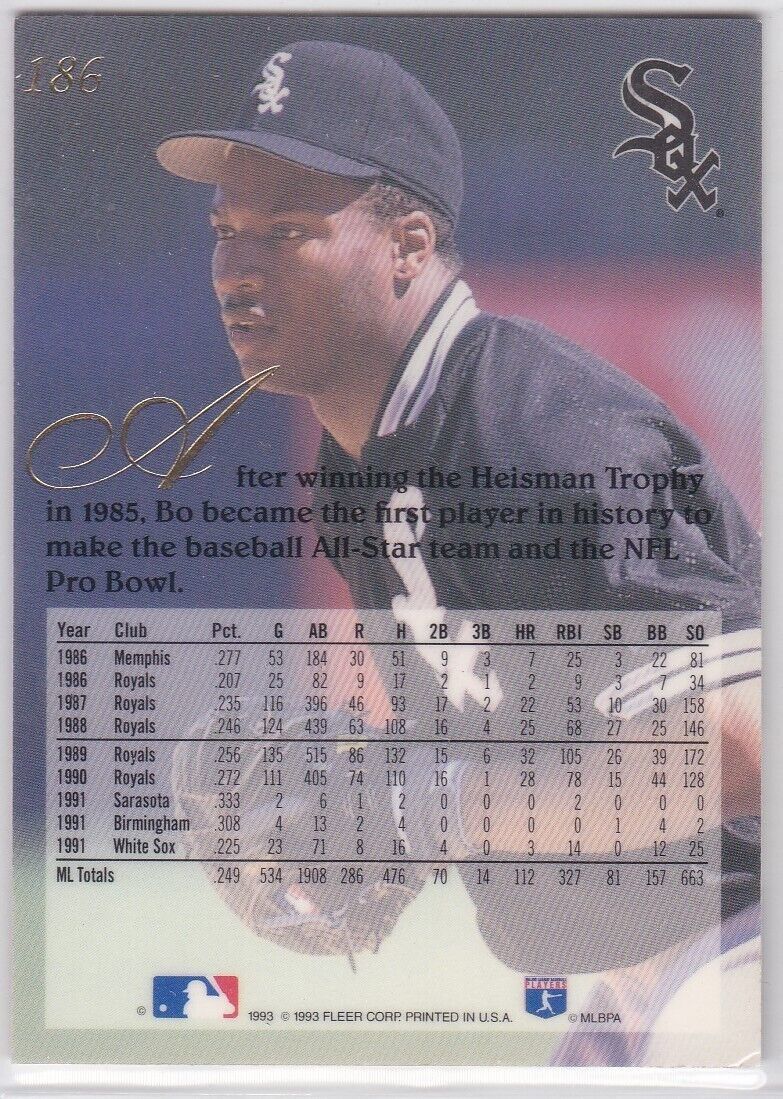 186
Sox
Sox
After winning the Heisman Trophy
in 1985, Bo became the first player in history to
make the baseball All-Star team and the NFL
Pro Bowl.
Year Club Pct. G AB R H 2B 3B HR RBI SB BB SO
1986 Memphis .277 53 184 30 51 9 3 7 25 3 22 81
1986 Royals .207 25 82 9 17 2 1 2 9 3 7 34
1987 Royals .235 116 396 46 93 17 2 22 53 10 30 158
1988 Royals .246 124 439 63 108 16 4 25 68 27 25 146
1989 Royals .256 135 515 86 132 15 6 32 105 26 39 172
1990 Royals .272 111 405 74 110 16 1 28 78 15 44 128
1991 Sarasota .333 2 6 1 2 0 0 0 2 0 0 0
1991 Birmingham .308 4 13 2 4 0 0 0 0 1 4 2
1991 White Sox .225 23 71 8 16 4 0 3 14 0 12 25
ML Totals .249 534 1908 286 476 70 14 112 327 81 157 663
MAJOR LEAGUE BASEBALL
PLAYERS
© 1993 © 1993 FLEER CORP. PRINTED IN U.S.A. © MLBPA